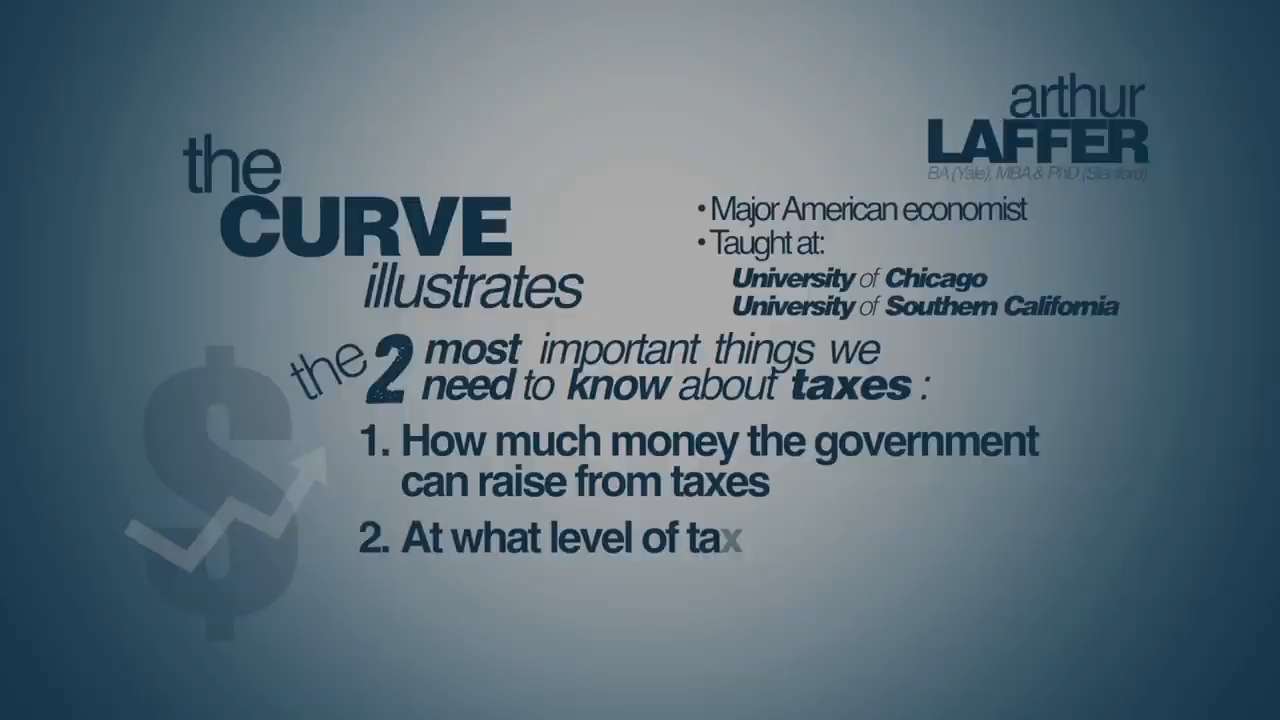 arthur
LAFFER
BA (Yale), MBA & PhD (Stanford)
the
CURVE
illustrates
• Major American economist
• Taught at:
University of Chicago
University of Southern California
the 2 most important things we
need to know about taxes :
1. How much money the government
can raise from taxes
2. At what level of tax
$